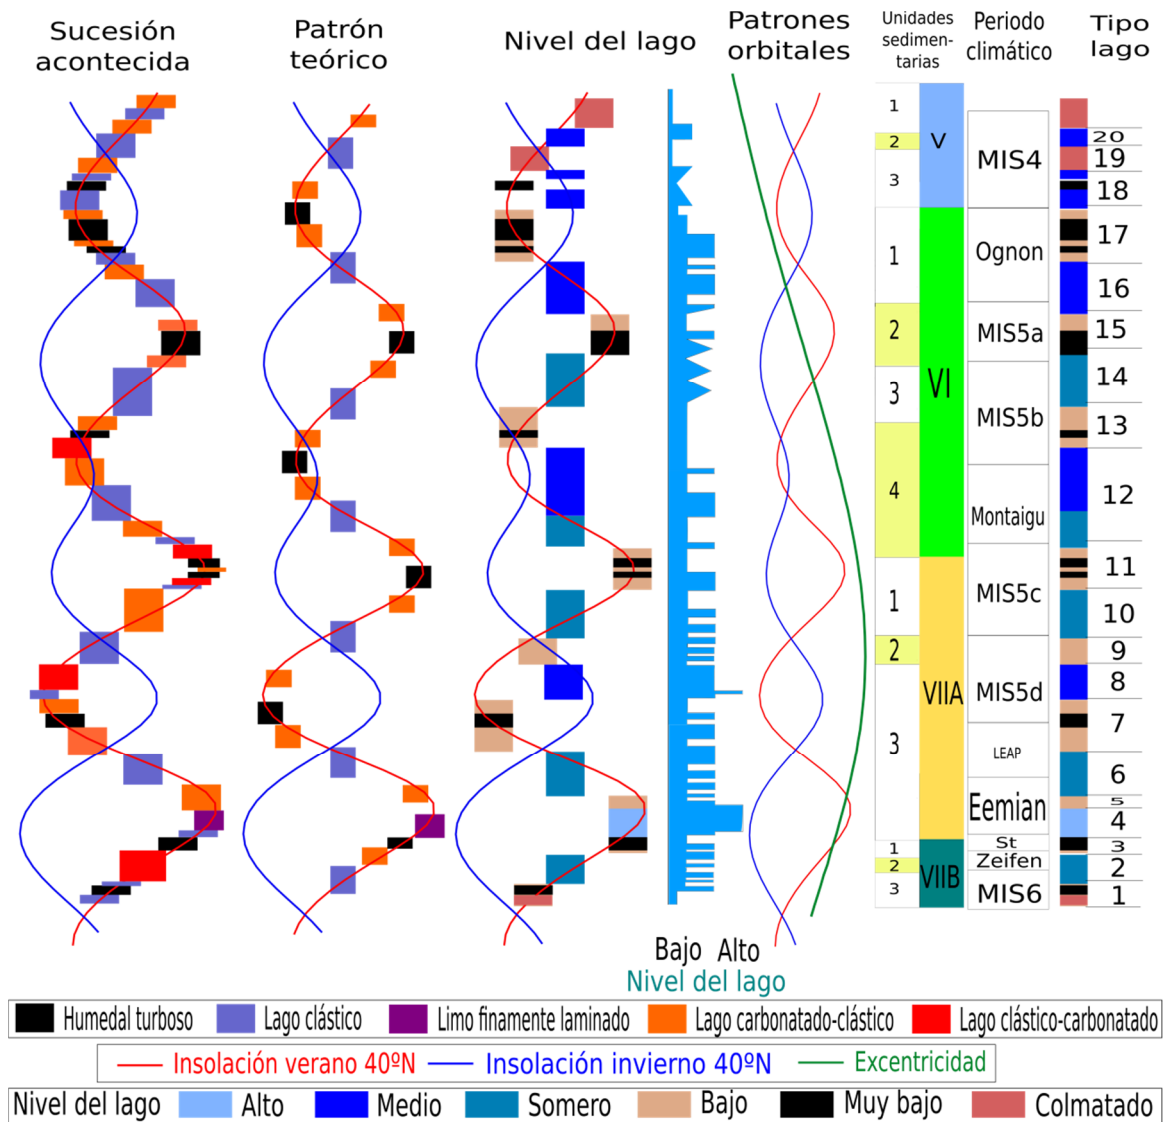 Sucesión
acontecida
Patrón
teórico
Nivel del lago
Patrones
orbitales
Unidades
sedimen-
tarias
Periodo
climático
Tipo
lago
1
2
3
V
MIS4
20
19
18
1
2
3
4
VI
Ognon
MIS5a
MIS5b
Montaigu
17
16
15
14
13
12
1
2
3
VIIA
MIS5c
MIS5d
LEAP
Eemian
11
10
9
8
7
6
5
4
1
2
3
VIIB
St
Zeifen
MIS6
3
2
1
Bajo Alto
Nivel del lago
Humedal turboso Lago clástico Limo finamente laminado Lago carbonatado-clástico Lago clástico-carbonatado
Insolación verano 40ºN Insolación invierno 40ºN Excentricidad
Nivel del lago Alto Medio Somero Bajo Muy bajo Colmatado